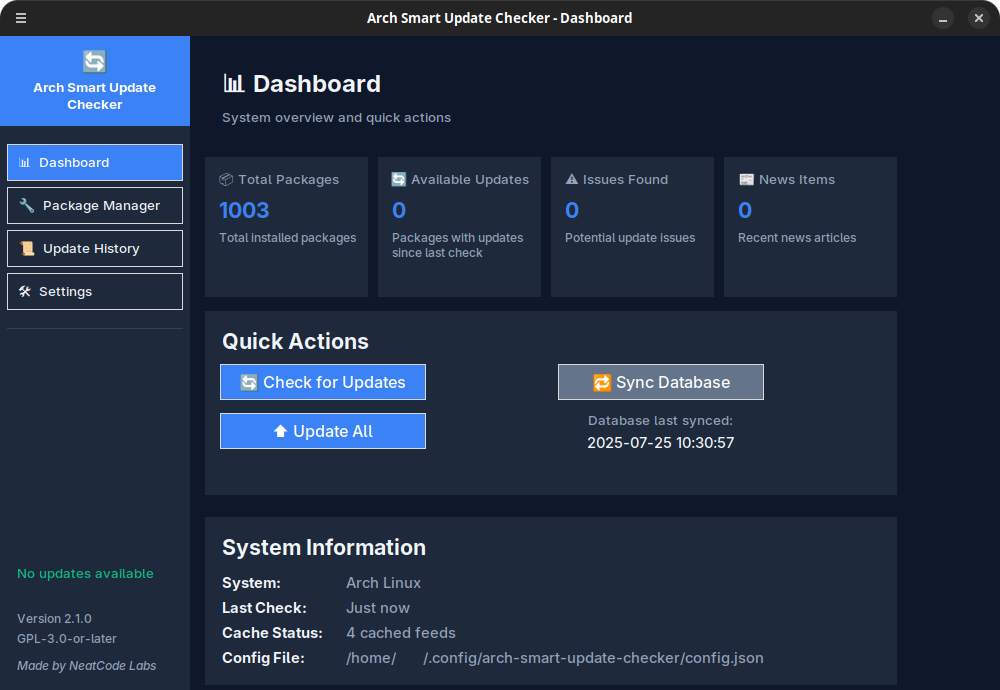 Arch Smart Update Checker - Dashboard
Arch Smart Update
Checker
Dashboard
Package Manager
Update History
Settings
No updates available
Version 2.1.0
GPL-3.0-or-later
Made by NeatCode Labs
Dashboard
System overview and quick actions
Total Packages
1003
Total installed packages
Available Updates
0
Packages with updates
since last check
Issues Found
0
Potential update issues
News Items
0
Recent news articles
Quick Actions
Check for Updates
Update All
Sync Database
Database last synced:
2025-07-25 10:30:57
System Information
System: Arch Linux
Last Check: Just now
Cache Status: 4 cached feeds
Config File: /home/ /.config/arch-smart-update-checker/config.json